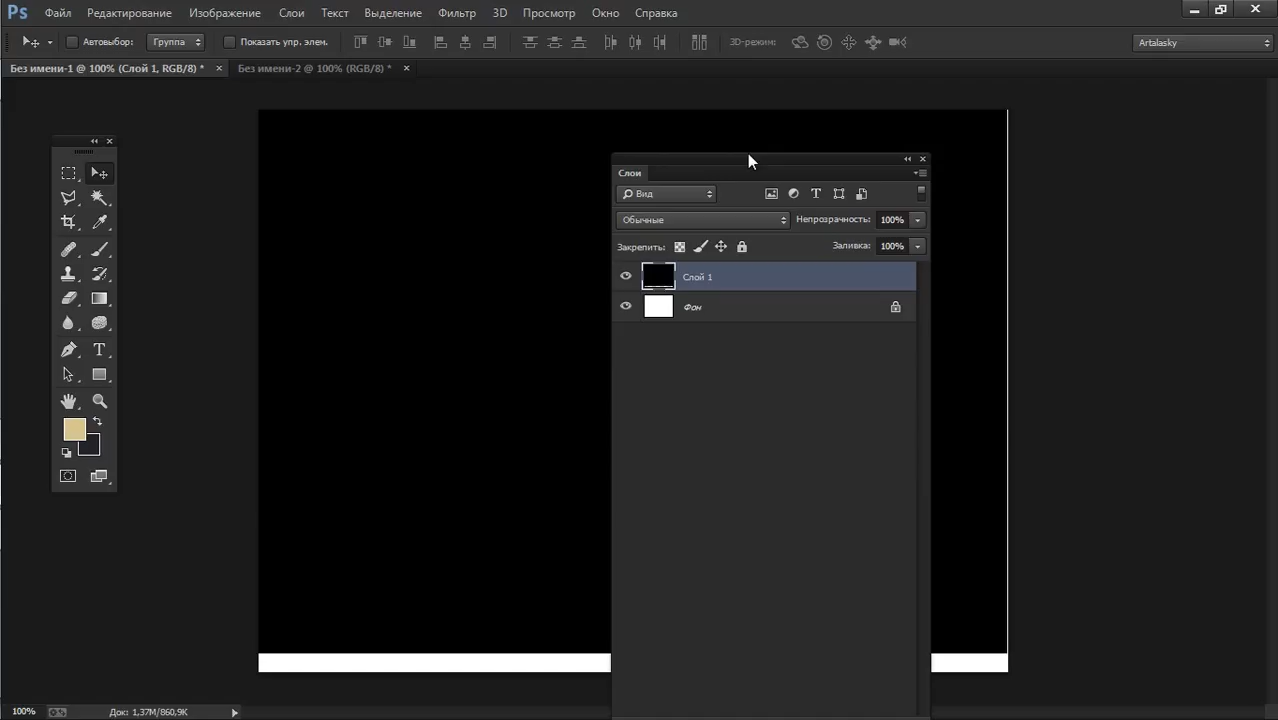 Ps Файл Редактирование Изображение Слои Текст Выделение Фильтр 3D Просмотр Окно Справка
Автовыбор: Группа Показать упр. элем. 3D-режим: Artalasky
Без имени-1 @ 100% (Слой 1, RGB/8) * × Без имени-2 @ 100% (RGB/8) * ×
Слои
Вид
Обычные Непрозрачность: 100%
Закрепить: Заливка: 100%
Слой 1
Фон
100% Док: 1,37M/860,9K